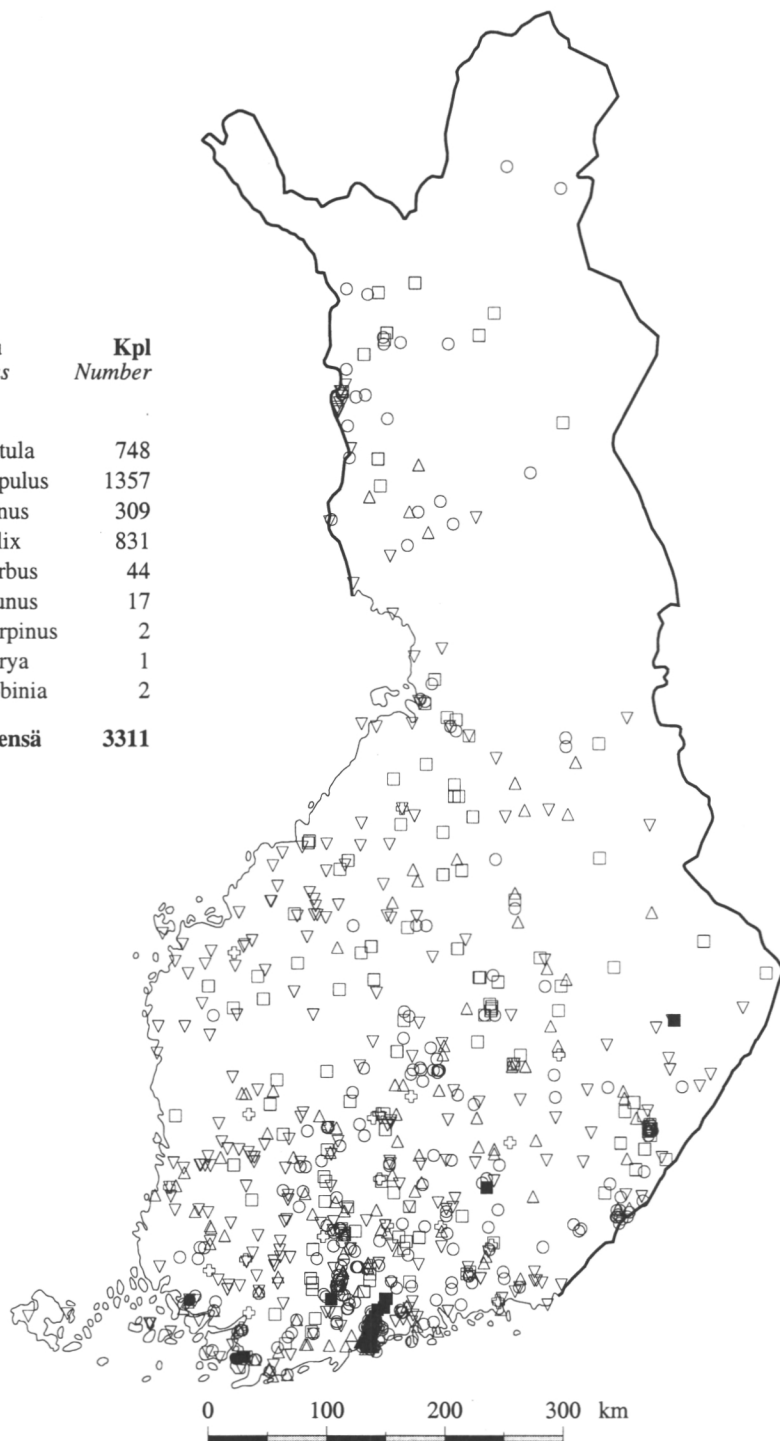 Kpl
Number
tula 748
pulus 1357
nus 309
lix 831
rbus 44
unus 17
rpinus 2
rya 1
binia 2
ensä 3311
0 100 200 300 km